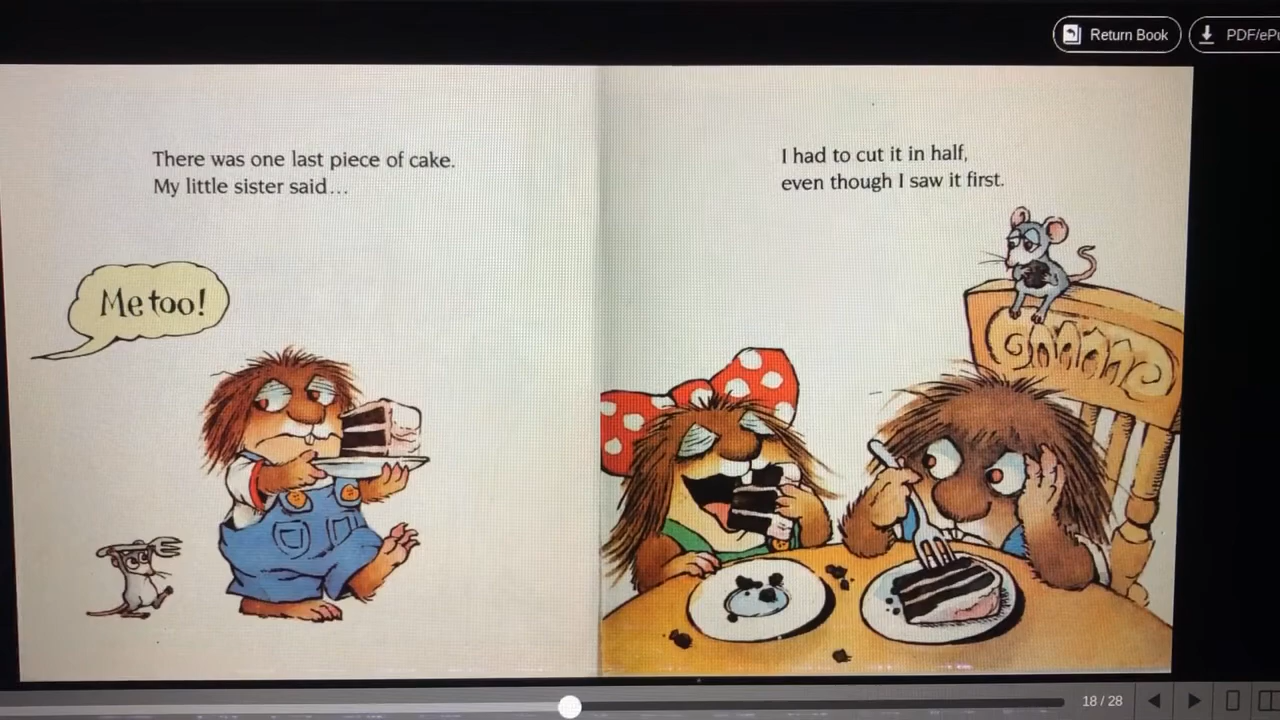 Return Book
PDF/ePu
There was one last piece of cake.
My little sister said...
Me too!
I had to cut it in half,
even though I saw it first.
18 / 28